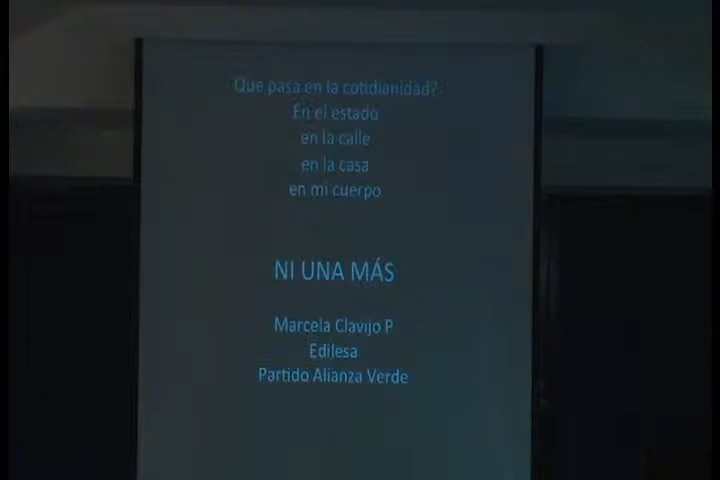 Que pasa en la cotidianidad?
En el estado
en la calle
en la casa
en mi cuerpo
NI UNA MÁS
Marcela Clavijo P
Edilesa
Partido Alianza Verde